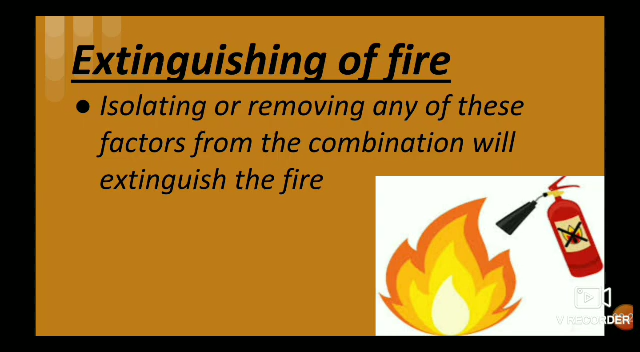 Extinguishing of fire
● Isolating or removing any of these
factors from the combination will
extinguish the fire
V RECORDER